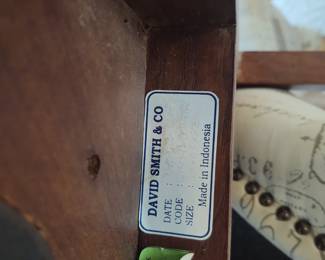 DAVID SMITH & CO
DATE :
CODE :
SIZE :
Made in Indonesia